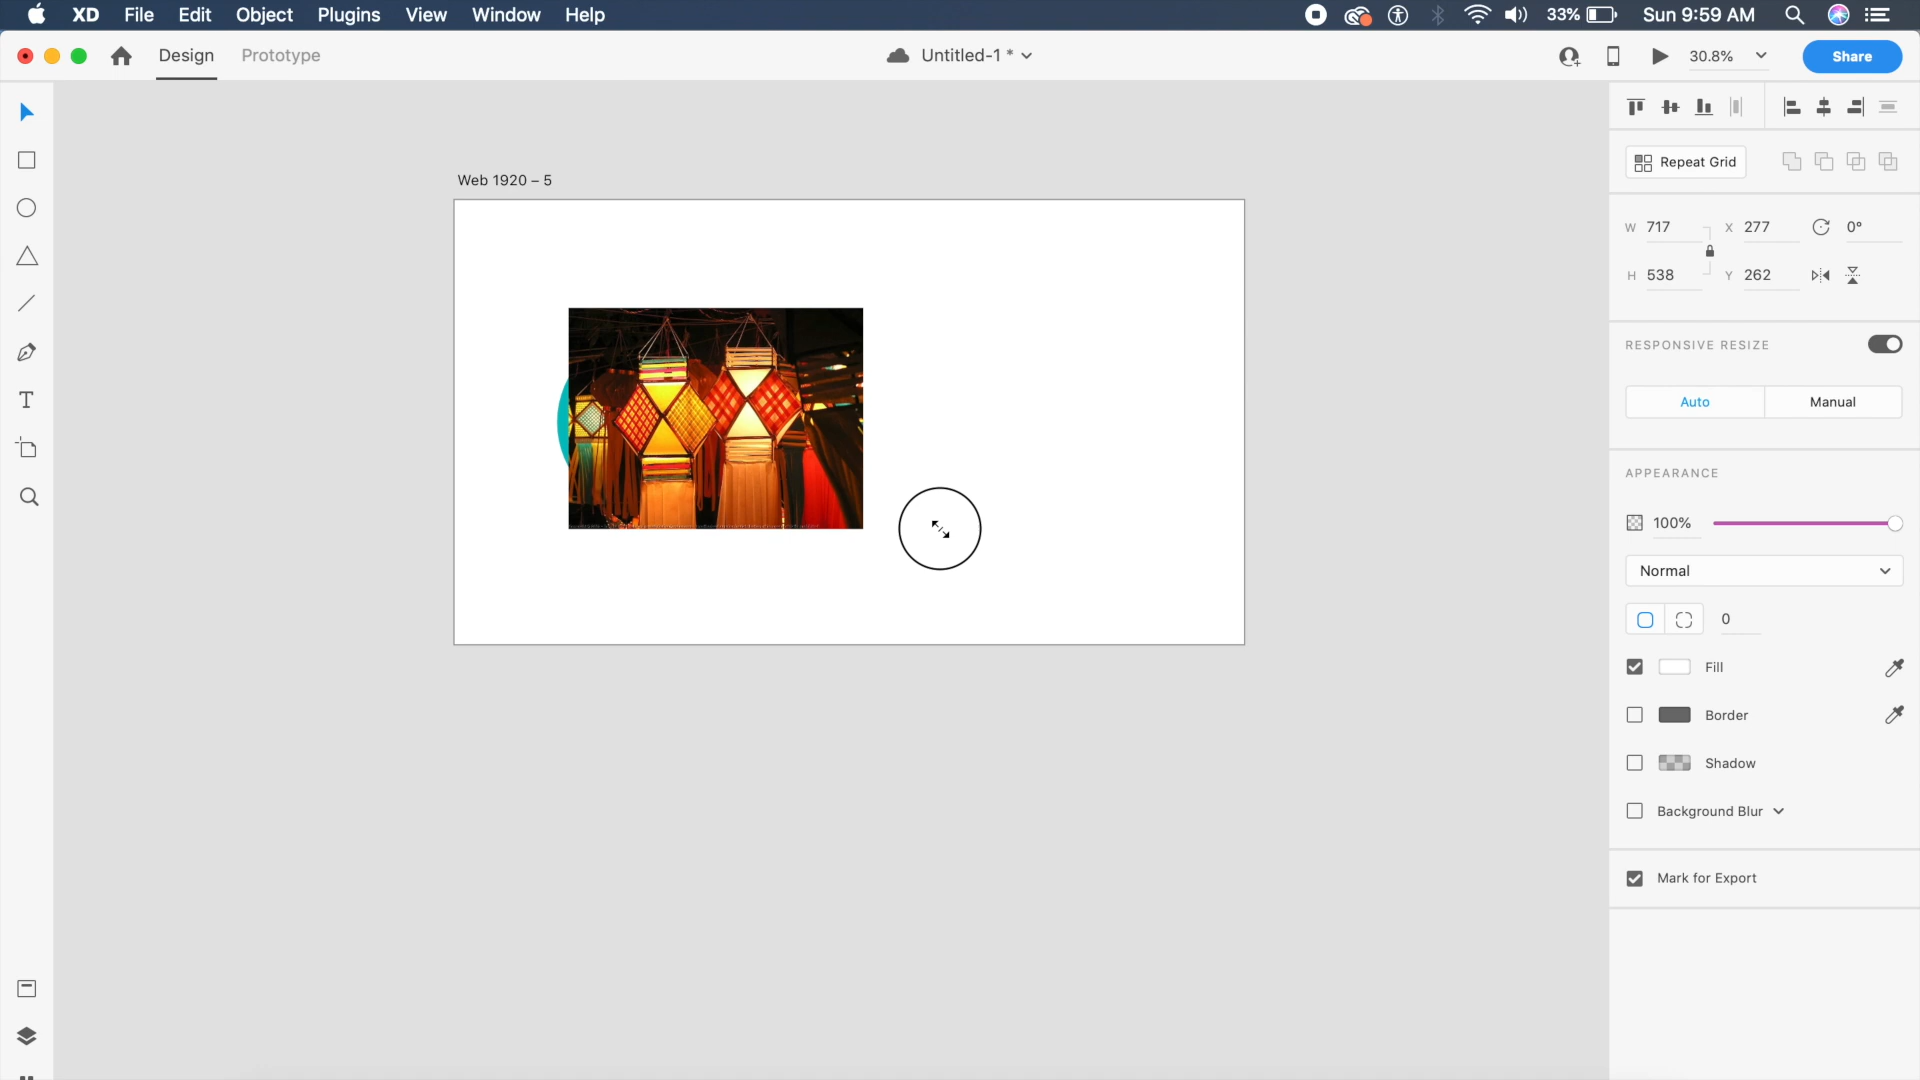 XD File Edit Object Plugins View Window Help 33% Sun 9:59 AM
Design Prototype Untitled-1 * 30.8% Share
Repeat Grid
Web 1920 – 5
W 717 X 277 0°
H 538 Y 262
RESPONSIVE RESIZE
Auto Manual
APPEARANCE
100%
Normal
0
Fill
Border
Shadow
Background Blur
Mark for Export